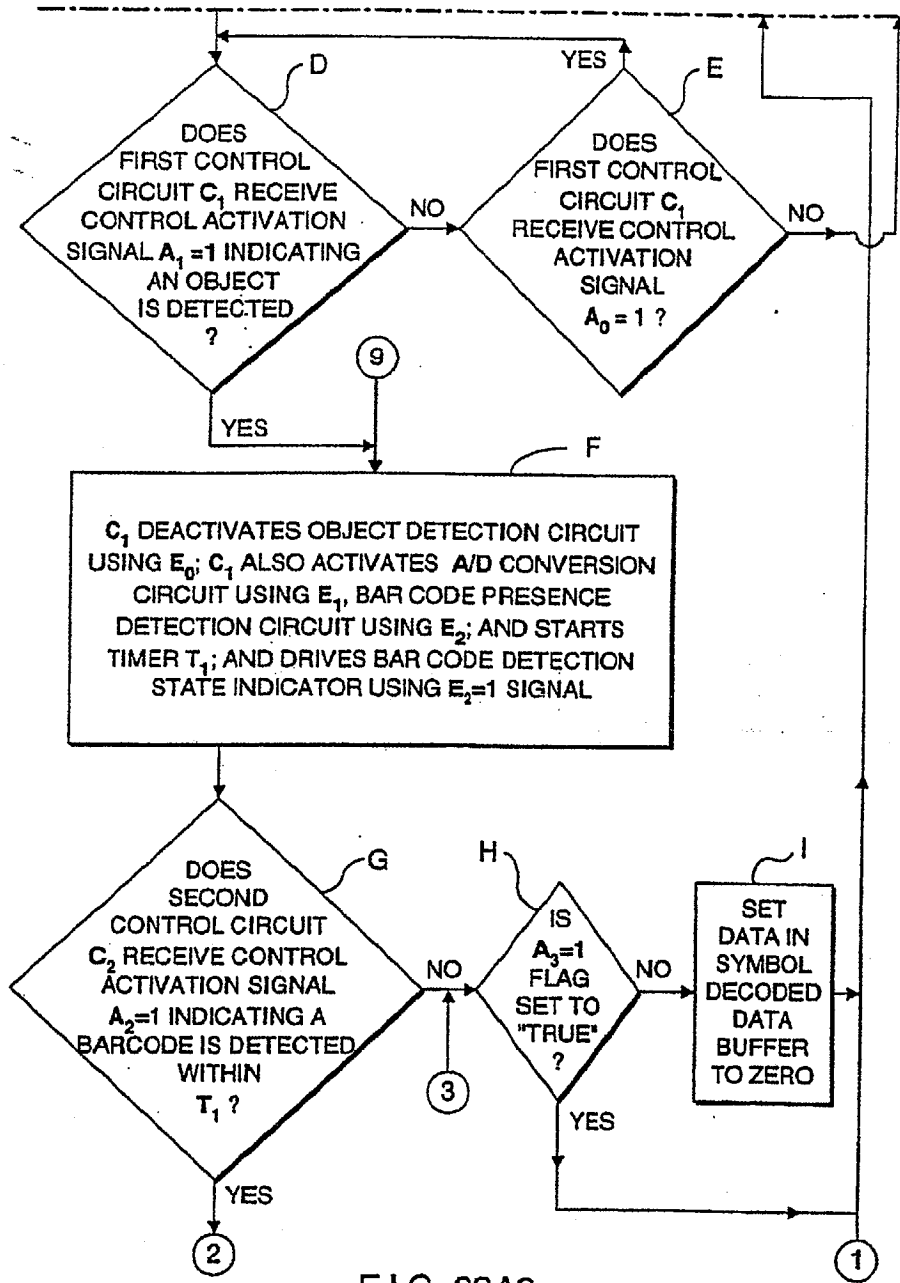 YES
D
E
DOES
FIRST CONTROL
CIRCUIT C₁ RECEIVE
CONTROL ACTIVATION
SIGNAL A₁ =1 INDICATING
AN OBJECT
IS DETECTED
?
NO
DOES
FIRST CONTROL
CIRCUIT C₁
RECEIVE CONTROL
ACTIVATION
SIGNAL
A₀ = 1 ?
NO
9
YES
F
C₁ DEACTIVATES OBJECT DETECTION CIRCUIT
USING E₀; C₁ ALSO ACTIVATES A/D CONVERSION
CIRCUIT USING E₁, BAR CODE PRESENCE
DETECTION CIRCUIT USING E₂; AND STARTS
TIMER T₁; AND DRIVES BAR CODE DETECTION
STATE INDICATOR USING E₂=1 SIGNAL
G
DOES
SECOND
CONTROL CIRCUIT
C₂ RECEIVE CONTROL
ACTIVATION SIGNAL
A₂=1 INDICATING A
BARCODE IS DETECTED
WITHIN
T₁ ?
NO
3
H
IS
A₃=1
FLAG
SET TO
"TRUE"
?
NO
I
SET
DATA IN
SYMBOL
DECODED
DATA
BUFFER
TO ZERO
YES
YES
2
1